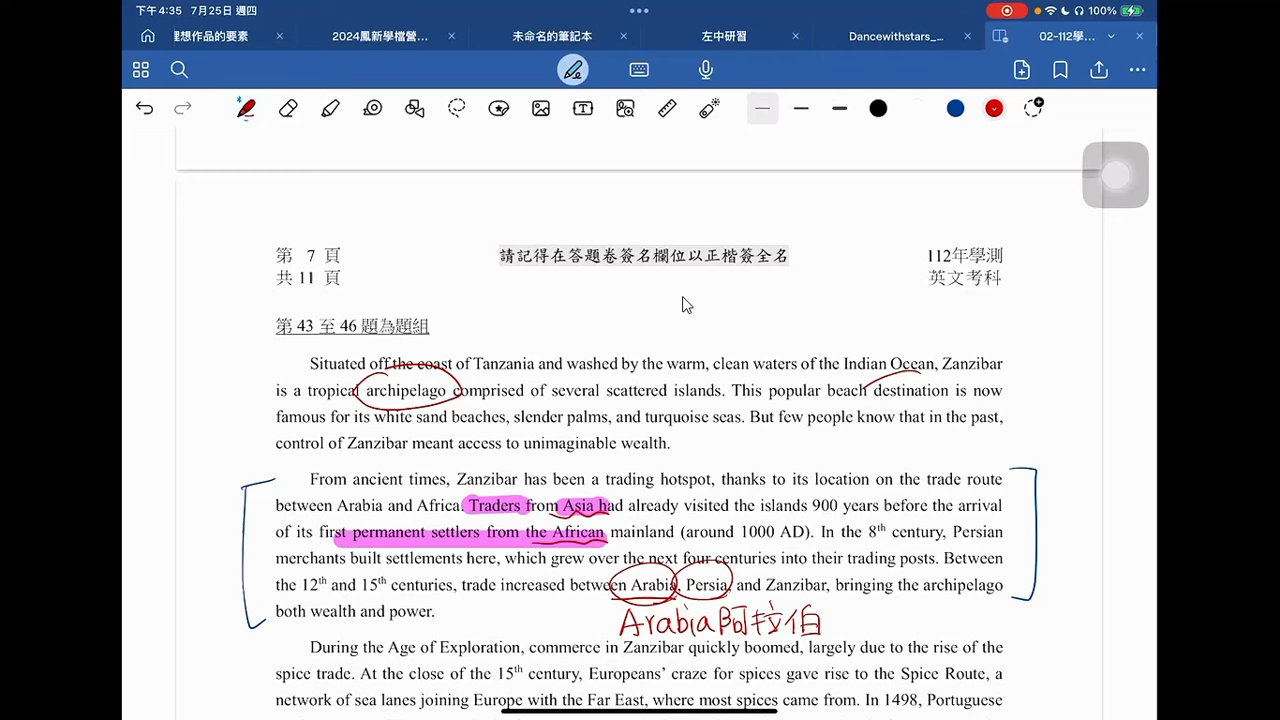 下午4:35 7月25日 週四
100%
理想作品的要素
2024鳳新學檔營...
未命名的筆記本
左中研習
Dancewithstars_...
02-112學...
第 7 頁
請記得在答題卷簽名欄位以正楷簽全名
112年學測
共 11 頁
英文考科
第 43 至 46 題為題組
Situated off the coast of Tanzania and washed by the warm, clean waters of the Indian Ocean, Zanzibar
is a tropical archipelago comprised of several scattered islands. This popular beach destination is now
famous for its white sand beaches, slender palms, and turquoise seas. But few people know that in the past,
control of Zanzibar meant access to unimaginable wealth.
From ancient times, Zanzibar has been a trading hotspot, thanks to its location on the trade route
between Arabia and Africa. Traders from Asia had already visited the islands 900 years before the arrival
of its first permanent settlers from the African mainland (around 1000 AD). In the 8th century, Persian
merchants built settlements here, which grew over the next four centuries into their trading posts. Between
the 12th and 15th centuries, trade increased between Arabia, Persia, and Zanzibar, bringing the archipelago
both wealth and power.
Arabia阿拉伯
During the Age of Exploration, commerce in Zanzibar quickly boomed, largely due to the rise of the
spice trade. At the close of the 15th century, Europeans' craze for spices gave rise to the Spice Route, a
network of sea lanes joining Europe with the Far East, where most spices came from. In 1498, Portuguese